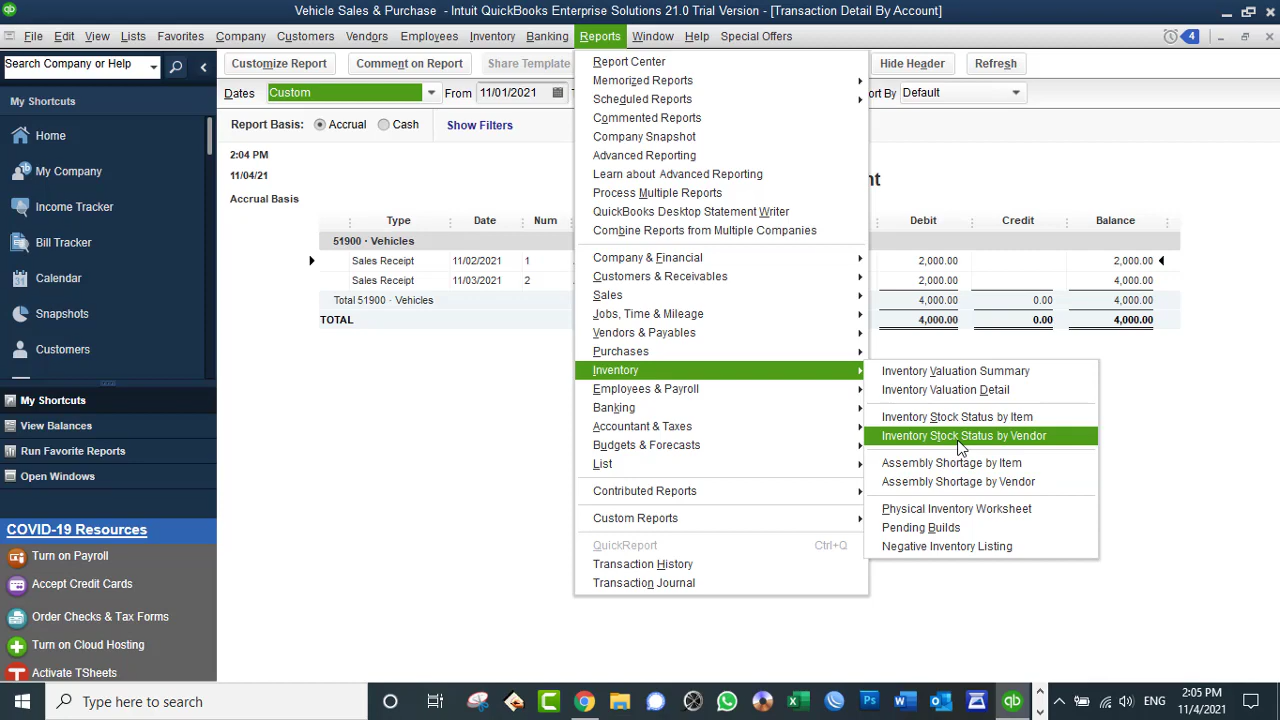 Vehicle Sales & Purchase - Intuit QuickBooks Enterprise Solutions 21.0 Trial Version - [Transaction Detail By Account]
File Edit View Lists Favorites Company Customers Vendors Employees Inventory Banking Reports Window Help Special Offers 4
Search Company or Help
Customize Report Comment on Report Share Template Hide Header Refresh
Dates Custom From 11/01/2021 ort By Default
Report Basis: Accrual Cash Show Filters
2:04 PM
11/04/21
Accrual Basis
nt
Type Date Num Debit Credit Balance
51900 · Vehicles
Sales Receipt 11/02/2021 1 2,000.00 2,000.00
Sales Receipt 11/03/2021 2 2,000.00 4,000.00
Total 51900 · Vehicles 4,000.00 0.00 4,000.00
TOTAL 4,000.00 0.00 4,000.00
My Shortcuts
Home
My Company
Income Tracker
Bill Tracker
Calendar
Snapshots
Customers
My Shortcuts
View Balances
Run Favorite Reports
Open Windows
COVID-19 Resources
Turn on Payroll
Accept Credit Cards
Order Checks & Tax Forms
Turn on Cloud Hosting
Activate TSheets
Report Center
Memorized Reports
Scheduled Reports
Commented Reports
Company Snapshot
Advanced Reporting
Learn about Advanced Reporting
Process Multiple Reports
QuickBooks Desktop Statement Writer
Combine Reports from Multiple Companies
Company & Financial
Customers & Receivables
Sales
Jobs, Time & Mileage
Vendors & Payables
Purchases
Inventory
Employees & Payroll
Banking
Accountant & Taxes
Budgets & Forecasts
List
Contributed Reports
Custom Reports
QuickReport Ctrl+Q
Transaction History
Transaction Journal
Inventory Valuation Summary
Inventory Valuation Detail
Inventory Stock Status by Item
Inventory Stock Status by Vendor
Assembly Shortage by Item
Assembly Shortage by Vendor
Physical Inventory Worksheet
Pending Builds
Negative Inventory Listing
Type here to search
ENG
2:05 PM
11/4/2021